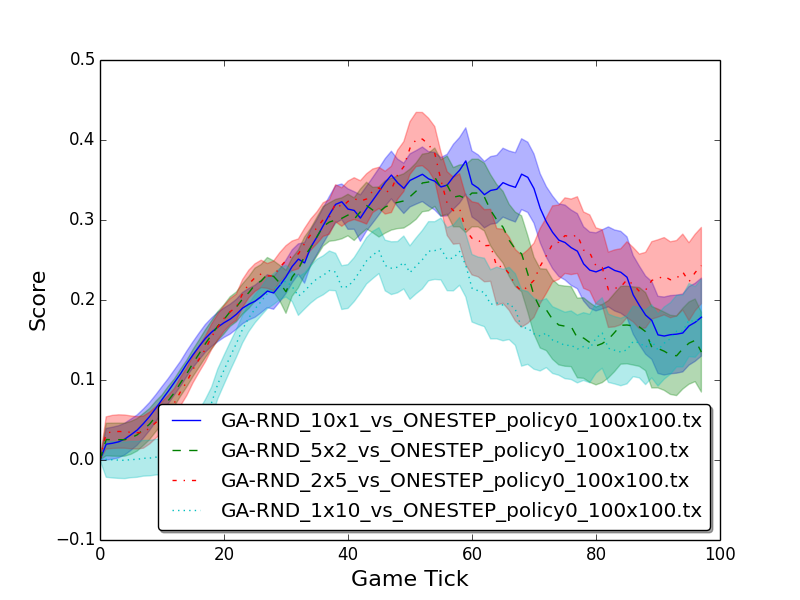 0.5
0.4
0.3
0.2
0.1
0.0
−0.1
Score
GA-RND_10x1_vs_ONESTEP_policy0_100x100.tx
GA-RND_5x2_vs_ONESTEP_policy0_100x100.tx
GA-RND_2x5_vs_ONESTEP_policy0_100x100.tx
GA-RND_1x10_vs_ONESTEP_policy0_100x100.tx
0 20 40 60 80 100
Game Tick